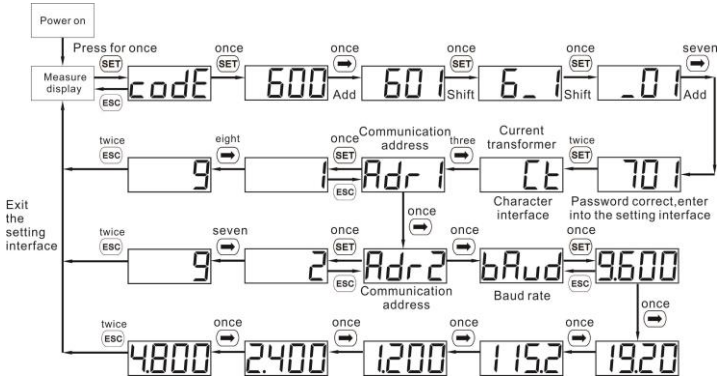 Power on
Press for once
once
once
once
once
seven
SET
SET
➡
SET
SET
➡
Measure
display
ESC
codE
600
Add
601
Shift
6_1
Shift
_01
Add
twice
ESC
eight
➡
once
SET
ESC
Communication
address
three
➡
Current
transformer
twice
SET
9
1
Adr1
Ct
701
Character
interface
Password correct,enter
into the setting interface
once
➡
Exit
the
setting
interface
twice
ESC
seven
➡
once
SET
ESC
once
➡
once
SET
ESC
9
2
Adr2
bAud
9.600
Communication
address
Baud rate
once
➡
twice
ESC
once
➡
once
➡
once
➡
once
➡
4.800
2.400
1.200
115.2
19.20